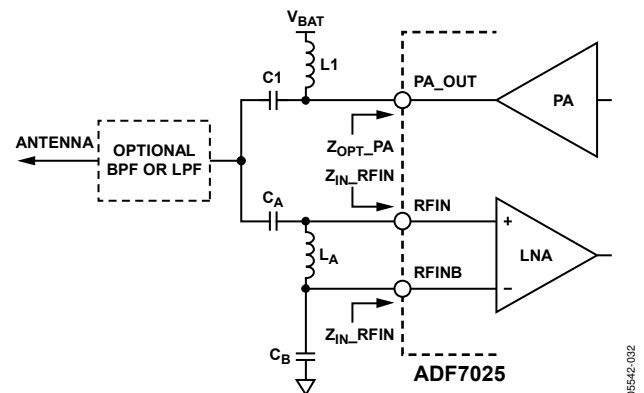 VBAT
L1
C1
PA_OUT
PA
ANTENNA
OPTIONAL
BPF OR LPF
ZOPT_PA
ZIN_RFIN
CA
RFIN
+
LA
LNA
RFINB
−
ZIN_RFIN
CB
ADF7025
05542-032